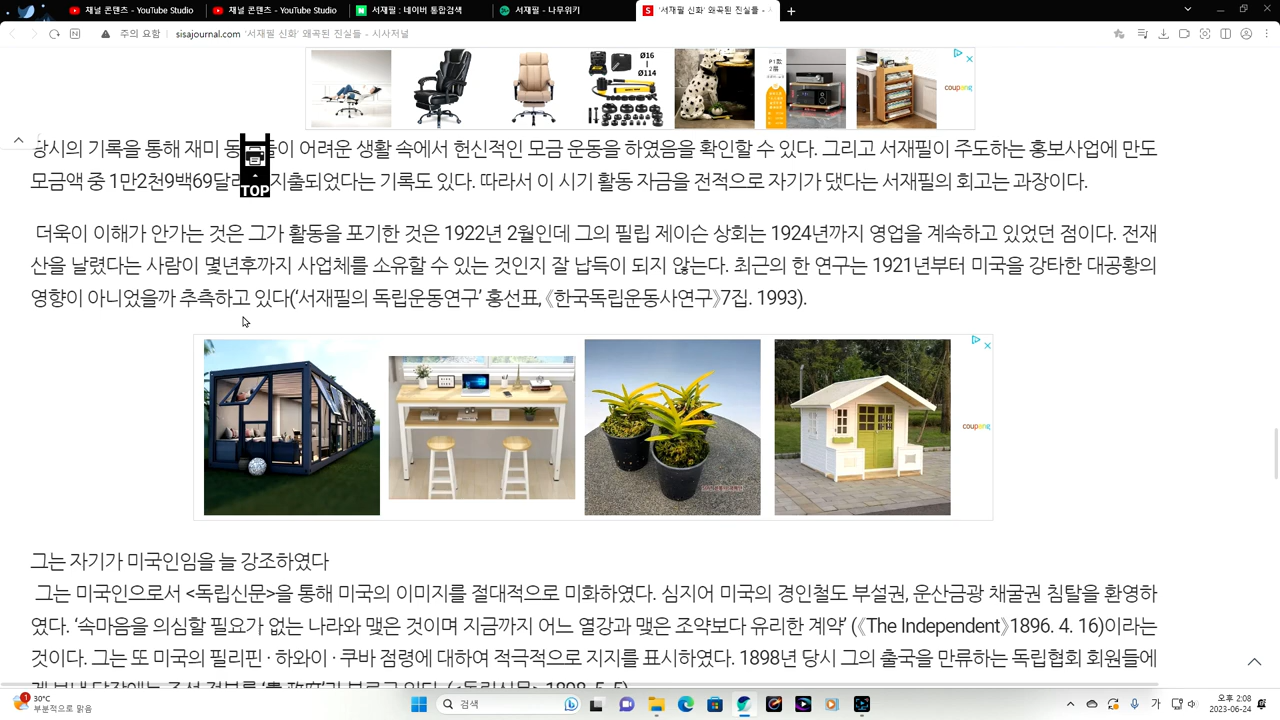 재널 콘텐츠 - YouTube Studio
재널 콘텐츠 - YouTube Studio
서재필 : 네이버 통합검색
서재필 - 나무위키
'서재필 신화' 왜곡된 진실들 -
주의 요함
sisajournal.com '서재필 신화' 왜곡된 진실들 - 시사저널
Ø16
Ø114
coupang
당시의 기록을 통해 재미 들이 어려운 생활 속에서 헌신적인 모금 운동을 하였음을 확인할 수 있다. 그리고 서재필이 주도하는 홍보사업에 만도
모금액 중 1만2천9백69달러 지출되었다는 기록도 있다. 따라서 이 시기 활동 자금을 전적으로 자기가 댔다는 서재필의 회고는 과장이다.
TOP
더욱이 이해가 안가는 것은 그가 활동을 포기한 것은 1922년 2월인데 그의 필립 제이슨 상회는 1924년까지 영업을 계속하고 있었던 점이다. 전재
산을 날렸다는 사람이 몇년후까지 사업체를 소유할 수 있는 것인지 잘 납득이 되지 않는다. 최근의 한 연구는 1921년부터 미국을 강타한 대공황의
영향이 아니었을까 추측하고 있다('서재필의 독립운동연구' 홍선표, 《한국독립운동사연구》7집. 1993).
coupang
그는 자기가 미국인임을 늘 강조하였다
그는 미국인으로서 <독립신문>을 통해 미국의 이미지를 절대적으로 미화하였다. 심지어 미국의 경인철도 부설권, 운산금광 채굴권 침탈을 환영하
였다. '속마음을 의심할 필요가 없는 나라와 맺은 것이며 지금까지 어느 열강과 맺은 조약보다 유리한 계약' (《The Independent》1896. 4. 16)이라는
것이다. 그는 또 미국의 필리핀 · 하와이 · 쿠바 점령에 대하여 적극적으로 지지를 표시하였다. 1898년 당시 그의 출국을 만류하는 독립협회 회원들에
1
30°C
부분적으로 맑음
검색
가
오후 2:08
2023-06-24